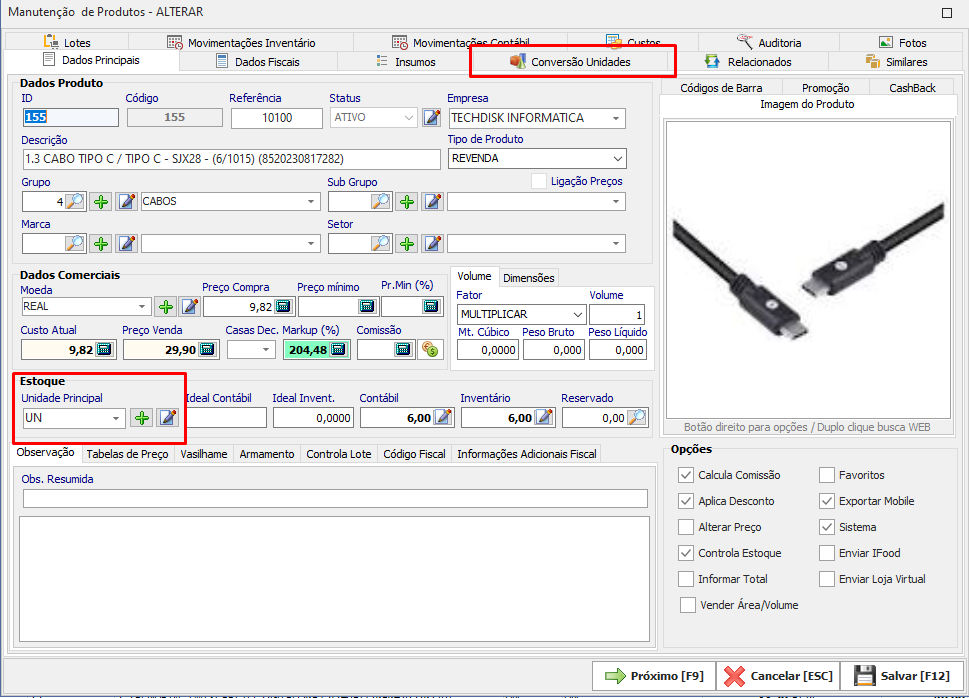 Manutenção de Produtos - ALTERAR
Lotes
Movimentações Inventário
Movimentações Contábil
Custos
Auditoria
Fotos
Dados Principais
Dados Fiscais
Insumos
Conversão Unidades
Relacionados
Similares
Dados Produto
ID
Código
Referência
Status
Empresa
155
155
10100
ATIVO
TECHDISK INFORMATICA
Descrição
Tipo de Produto
1.3 CABO TIPO C / TIPO C - SJX28 - (6/1015) (8520230817282)
REVENDA
Grupo
Sub Grupo
Ligação Preços
4
CABOS
Marca
Setor
Códigos de Barra
Promoção
CashBack
Imagem do Produto
Botão direito para opções / Duplo clique busca WEB
Dados Comerciais
Moeda
Preço Compra
Preço mínimo
Pr.Min (%)
REAL
9,82
Custo Atual
Preço Venda
Casas Dec.
Markup (%)
Comissão
9,82
29,90
204,48
Volume
Dimensões
Fator
Volume
MULTIPLICAR
1
Mt. Cúbico
Peso Bruto
Peso Líquido
0,0000
0,000
0,000
Estoque
Unidade Principal
Ideal Contábil
Ideal Invent.
Contábil
Inventário
Reservado
UN
0,0000
6,00
6,00
0,00
Observação
Tabelas de Preço
Vasilhame
Armamento
Controla Lote
Código Fiscal
Informações Adicionais Fiscal
Obs. Resumida
Opções
Calcula Comissão
Favoritos
Aplica Desconto
Exportar Mobile
Alterar Preço
Sistema
Controla Estoque
Enviar IFood
Informar Total
Enviar Loja Virtual
Vender Área/Volume
Próximo [F9]
Cancelar [ESC]
Salvar [F12]